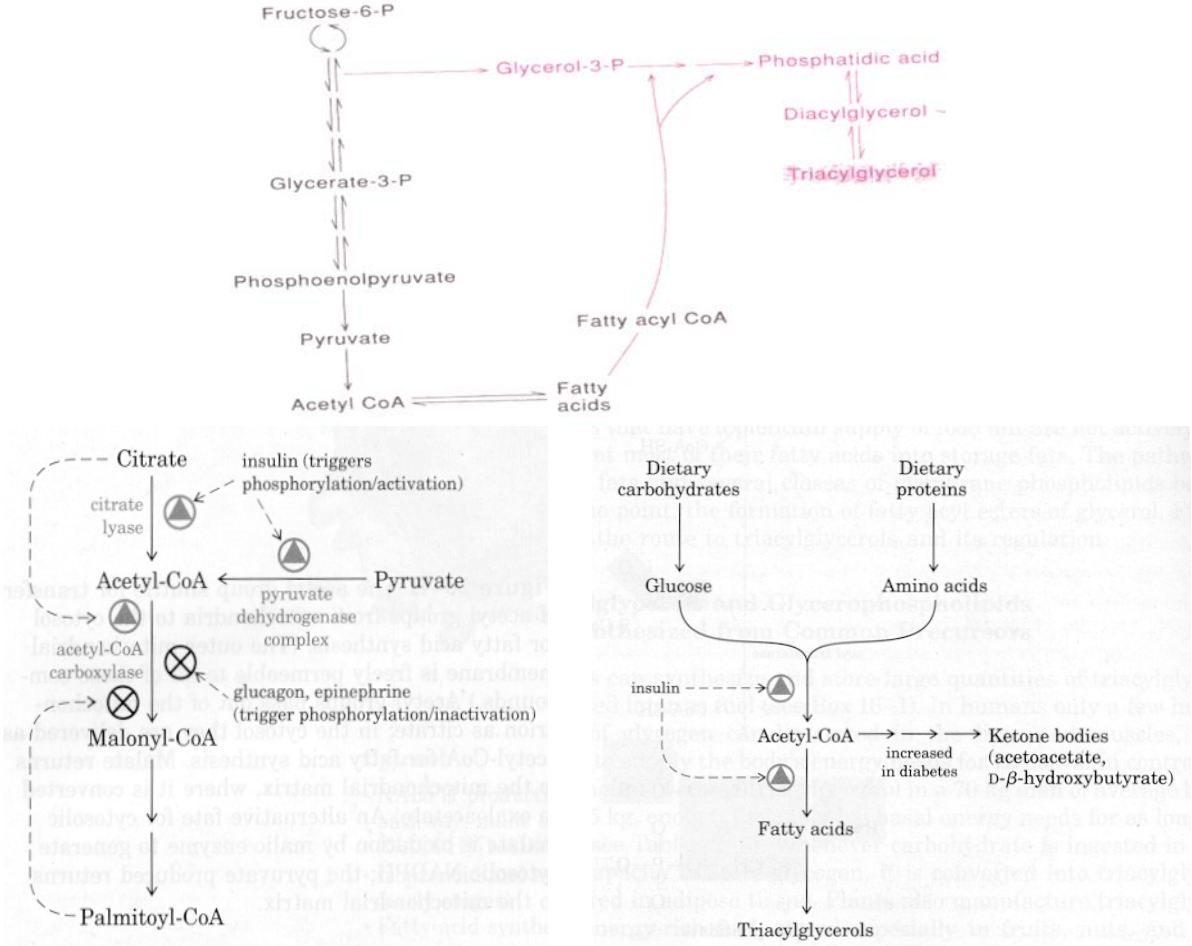 Fructose-6-P
Glycerol-3-P
Phosphatidic acid
Diacylglycerol
Triacylglycerol
Glycerate-3-P
Phosphoenolpyruvate
Pyruvate
Fatty acyl CoA
Acetyl CoA
Fatty
acids
Citrate
insulin (triggers
phosphorylation/activation)
citrate
lyase
Acetyl-CoA
Pyruvate
pyruvate
dehydrogenase
complex
acetyl-CoA
carboxylase
glucagon, epinephrine
(trigger phosphorylation/inactivation)
Malonyl-CoA
Palmitoyl-CoA
Dietary
carbohydrates
Dietary
proteins
Glucose
Amino acids
insulin
Acetyl-CoA
increased
in diabetes
Ketone bodies
(acetoacetate,
D-β-hydroxybutyrate)
Fatty acids
Triacylglycerols